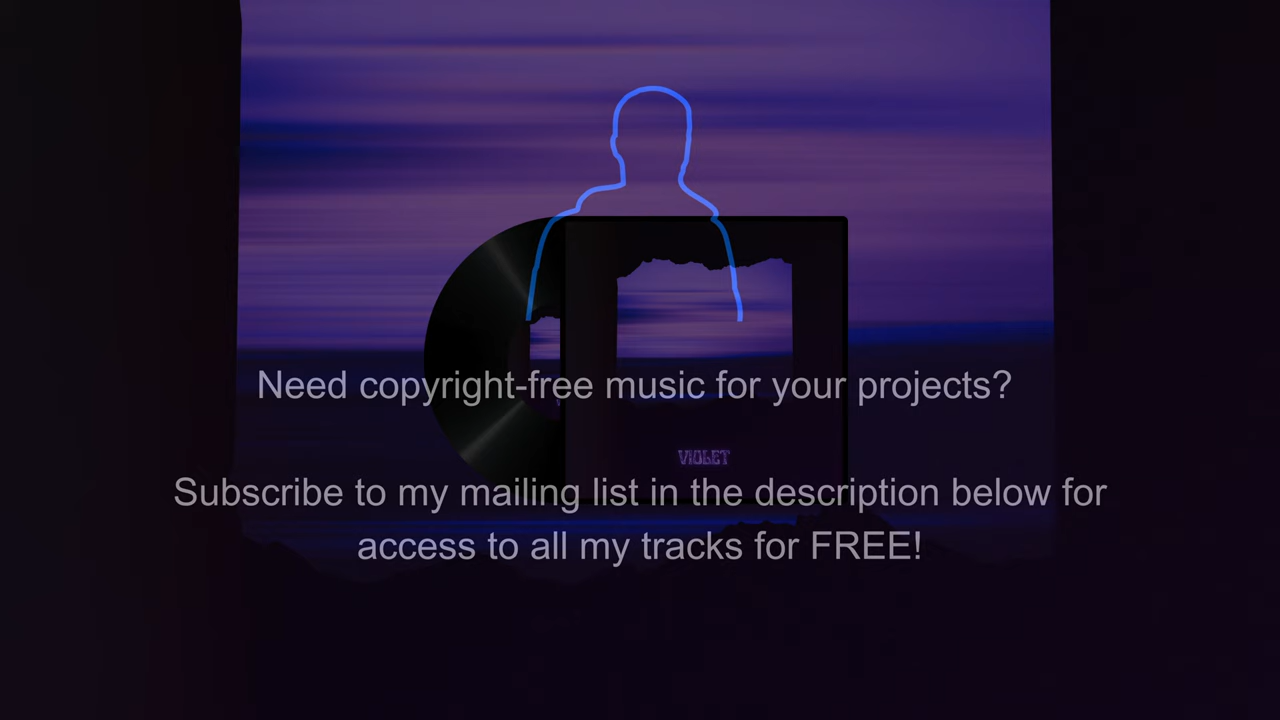 Need copyright-free music for your projects?
VIOLET
Subscribe to my mailing list in the description below for
access to all my tracks for FREE!